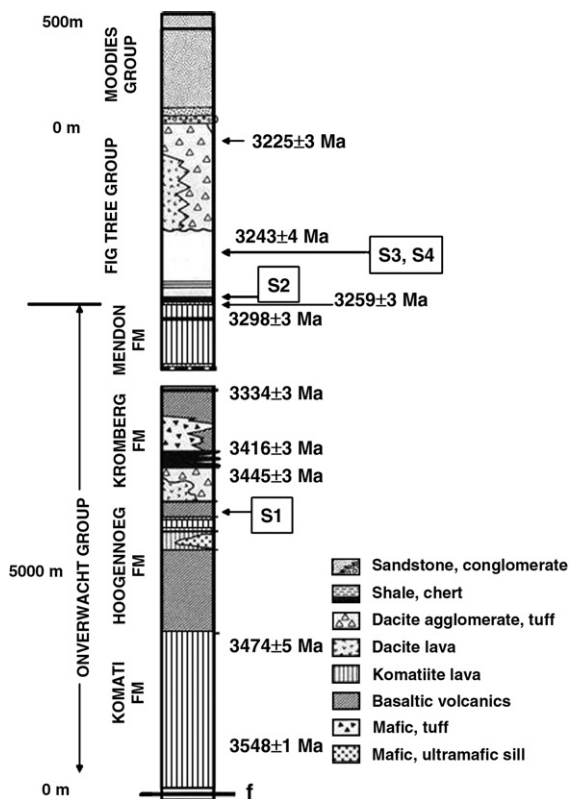 500m
MOODIES
GROUP
0 m
3225±3 Ma
FIG TREE GROUP
3243±4 Ma
S3, S4
S2
3259±3 Ma
MENDON
FM
3298±3 Ma
3334±3 Ma
KROMBERG
FM
3416±3 Ma
3445±3 Ma
S1
ONVERWACHT GROUP
HOOGENNOEG
FM
5000 m
3474±5 Ma
KOMATI
FM
3548±1 Ma
0 m
f
Sandstone, conglomerate
Shale, chert
Dacite agglomerate, tuff
Dacite lava
Komatiite lava
Basaltic volcanics
Mafic, tuff
Mafic, ultramafic sill